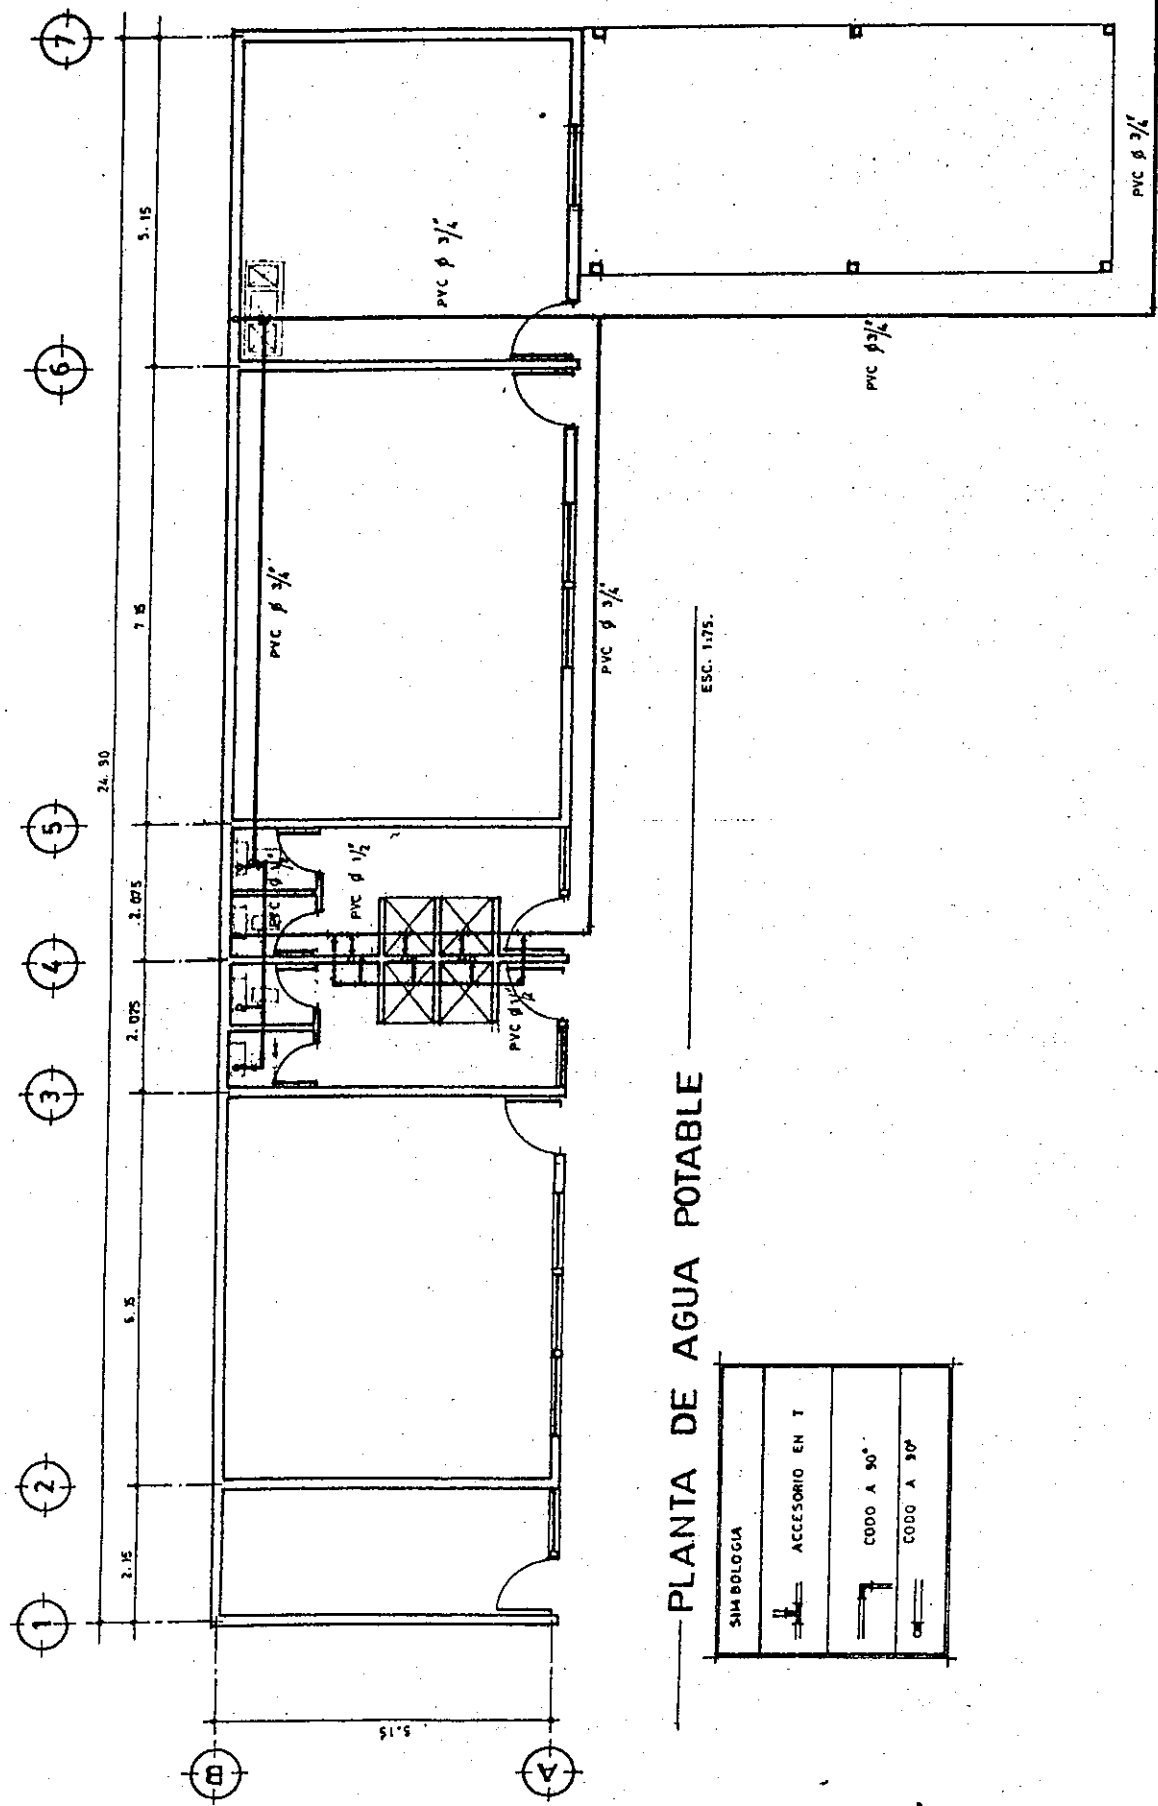 1
2
3
4
5
6
7
24.90
2.15
6.15
2.075
2.075
7.15
5.15
B
A
5.15
PVC Ø 3/4"
PVC Ø 3/4"
PVC Ø 3/4"
PVC Ø 3/4"
PVC Ø 3/4"
PVC Ø 1/2"
PVC Ø 1/2"
PVC Ø 1/2"
PLANTA DE AGUA POTABLE
ESC. 1:75.
SIMBOLOGIA
ACCESORIO EN T
CODO A 90°
CODO A 90°